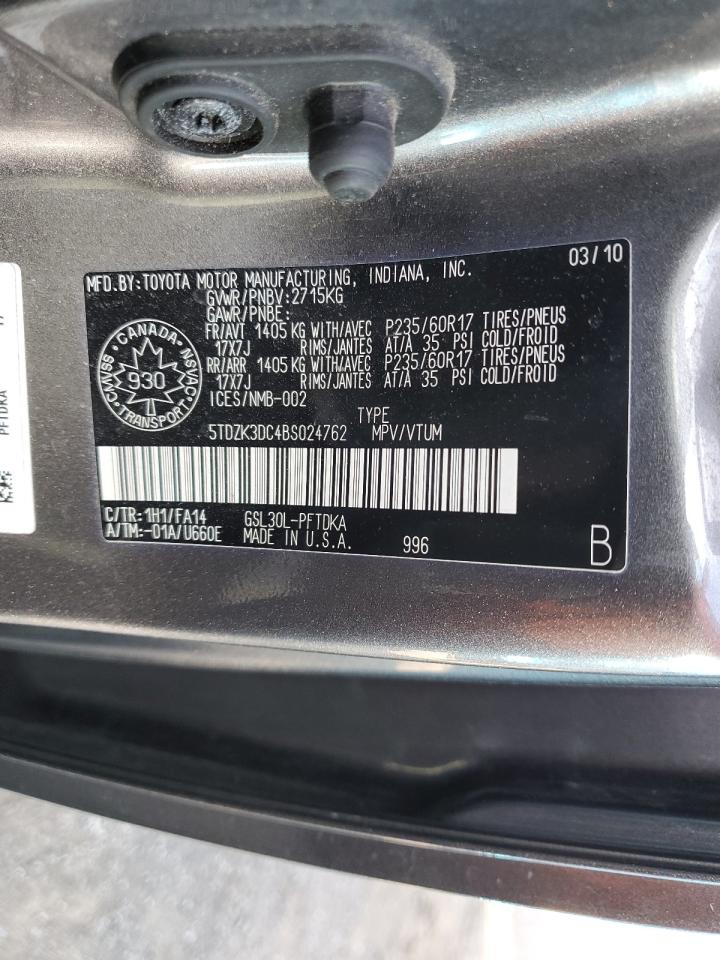 03/10
MFD.BY:TOYOTA MOTOR MANUFACTURING, INDIANA, INC.
GVWR/PNBV:2715KG
GAWR/PNBE:
FR/AVT 1405 KG WITH/AVEC P235/60R17 TIRES/PNEUS
17X7J RIMS/JANTES AT/A 35 PSI COLD/FROID
RR/ARR 1405 KG WITH/AVEC P235/60R17 TIRES/PNEUS
17X7J RIMS/JANTES AT/A 35 PSI COLD/FROID
ICES/NMB-002
TYPE
5TDZK3DC4BS024762 MPV/VTUM
CANADA
CMVSS NSVAC
930
TRANSPORT
C/TR:1H1/FA14 GSL30L-PFTDKA
A/TM:-01A/U660E MADE IN U.S.A. 996
B
PFTDKA